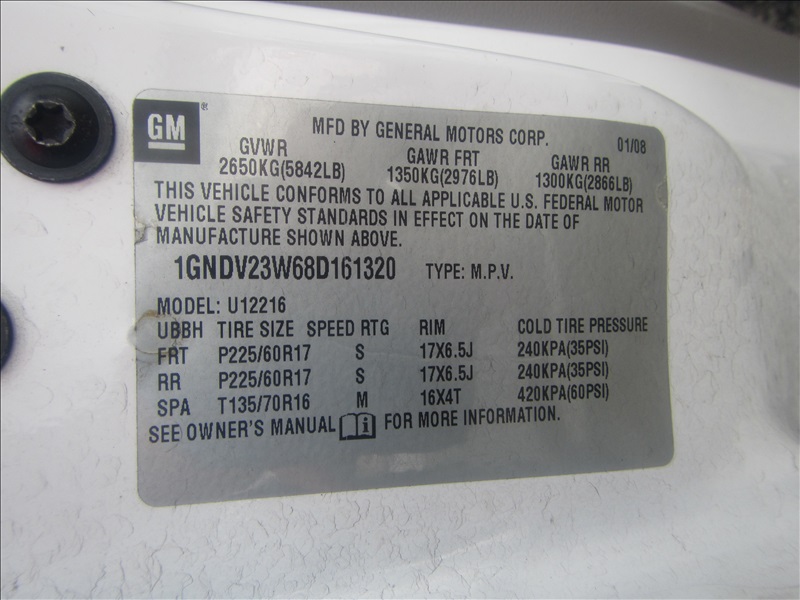 GM ®
MFD BY GENERAL MOTORS CORP. 01/08
GVWR GAWR FRT GAWR RR
2650KG(5842LB) 1350KG(2976LB) 1300KG(2866LB)
THIS VEHICLE CONFORMS TO ALL APPLICABLE U.S. FEDERAL MOTOR
VEHICLE SAFETY STANDARDS IN EFFECT ON THE DATE OF
MANUFACTURE SHOWN ABOVE.
1GNDV23W68D161320 TYPE: M.P.V.
MODEL: U12216
UBBH TIRE SIZE SPEED RTG RIM COLD TIRE PRESSURE
FRT P225/60R17 S 17X6.5J 240KPA(35PSI)
RR P225/60R17 S 17X6.5J 240KPA(35PSI)
SPA T135/70R16 M 16X4T 420KPA(60PSI)
SEE OWNER'S MANUAL i FOR MORE INFORMATION.